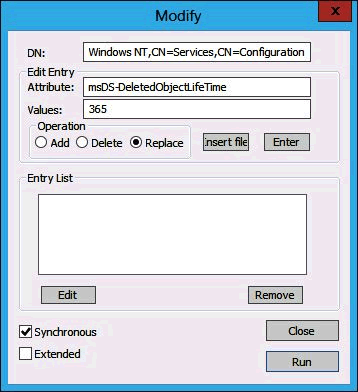 Modify
x
DN: Windows NT,CN=Services,CN=Configuration
Edit Entry
Attribute: msDS-DeletedObjectLifeTime
Values: 365
Operation
Add Delete Replace Insert file Enter
Entry List
Edit Remove
Synchronous Close
Extended
Run